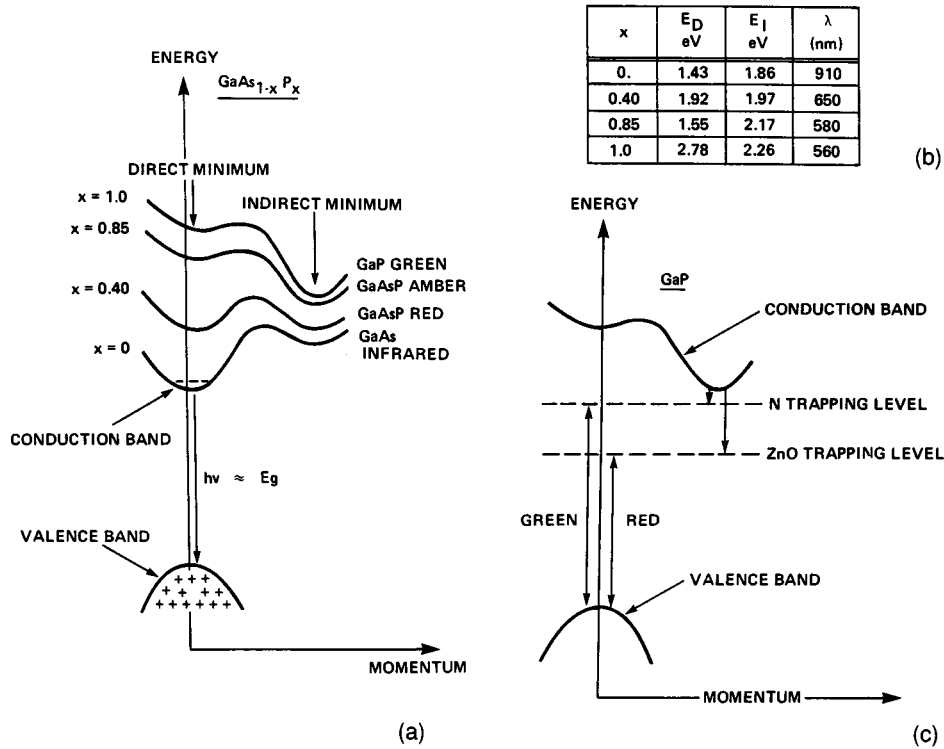 ENERGY
GaAs1-x Px
DIRECT MINIMUM
x = 1.0
INDIRECT MINIMUM
x = 0.85
GaP GREEN
GaAsP AMBER
x = 0.40
GaAsP RED
x = 0
GaAs
INFRARED
CONDUCTION BAND
hν ≈ Eg
VALENCE BAND
+ + +
+ + + +
+ + + + + +
MOMENTUM
(a)
x ED eV EI eV λ (nm)
0. 1.43 1.86 910
0.40 1.92 1.97 650
0.85 1.55 2.17 580
1.0 2.78 2.26 560
(b)
ENERGY
GaP
CONDUCTION BAND
N TRAPPING LEVEL
ZnO TRAPPING LEVEL
GREEN RED
VALENCE BAND
MOMENTUM
(c)